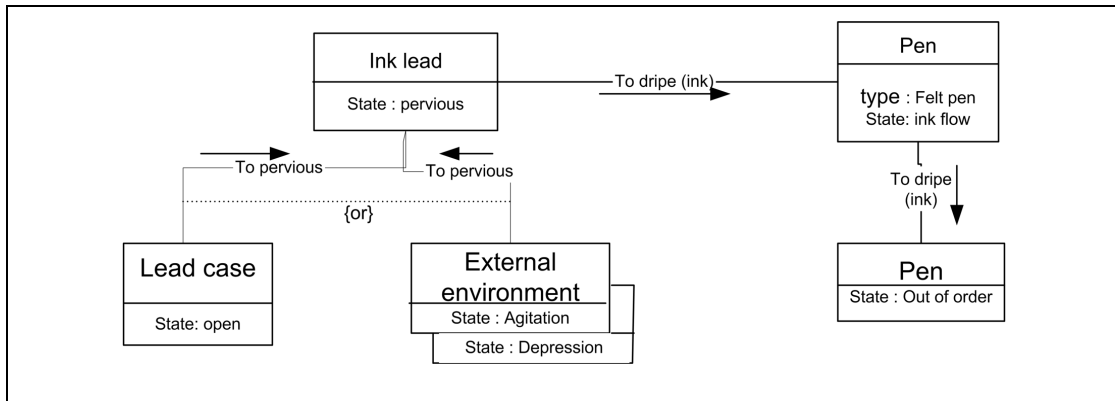 Ink lead
State : pervious
To dripe (ink)
Pen
type : Felt pen
State: ink flow
To pervious
To pervious
{or}
To dripe
(ink)
Lead case
State: open
External
environment
State : Agitation
State : Depression
Pen
State : Out of order